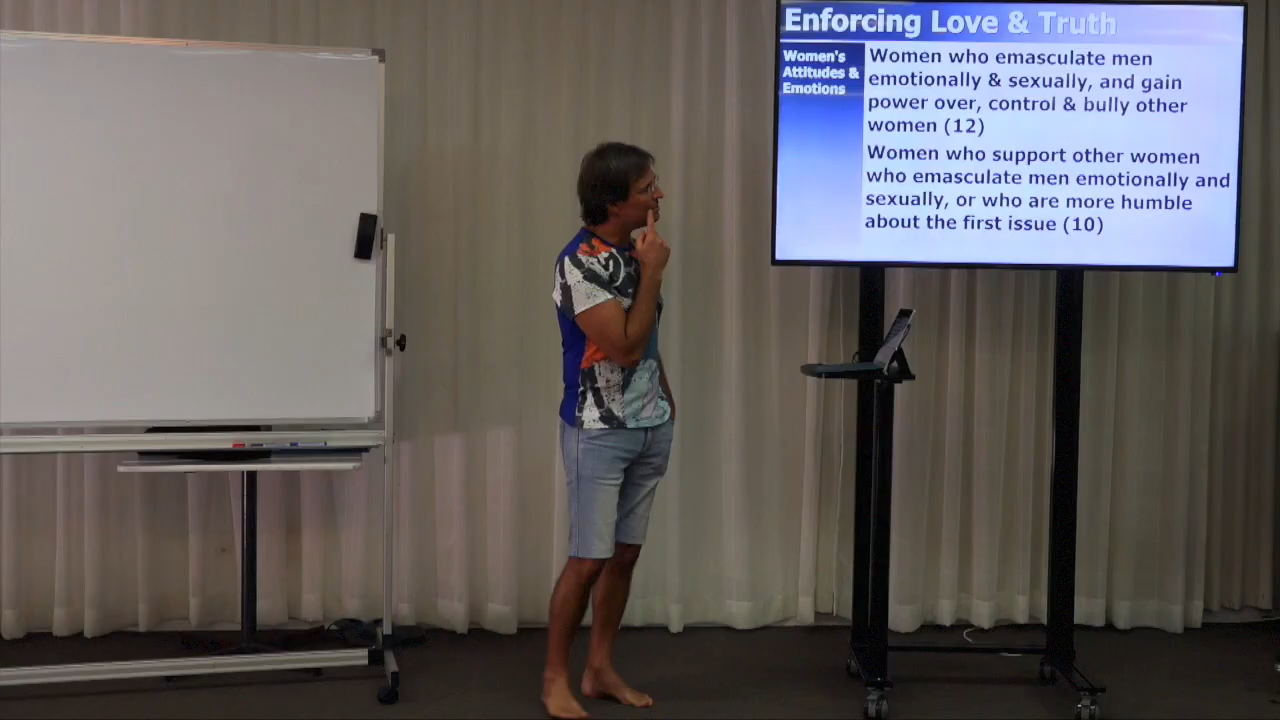 Enforcing Love & Truth
Women's
Attitudes &
Emotions
Women who emasculate men
emotionally & sexually, and gain
power over, control & bully other
women (12)
Women who support other women
who emasculate men emotionally and
sexually, or who are more humble
about the first issue (10)